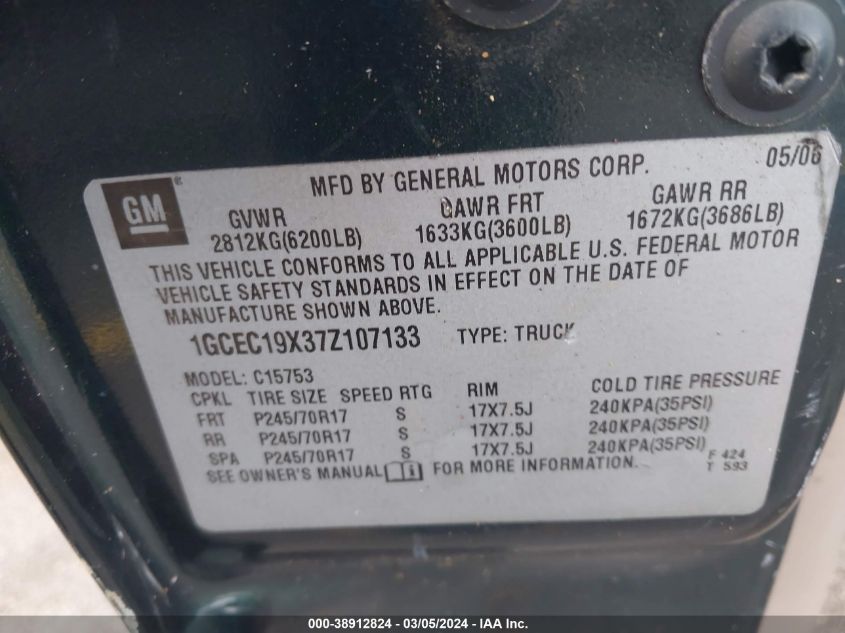 05/06
MFD BY GENERAL MOTORS CORP.
GM
GVWR GAWR FRT GAWR RR
2812KG(6200LB) 1633KG(3600LB) 1672KG(3686LB)
THIS VEHICLE CONFORMS TO ALL APPLICABLE U.S. FEDERAL MOTOR
VEHICLE SAFETY STANDARDS IN EFFECT ON THE DATE OF
MANUFACTURE SHOWN ABOVE.
1GCEC19X37Z107133 TYPE: TRUCK
MODEL: C15753
CPKL TIRE SIZE SPEED RTG RIM COLD TIRE PRESSURE
FRT P245/70R17 S 17X7.5J 240KPA(35PSI)
RR P245/70R17 S 17X7.5J 240KPA(35PSI)
SPA P245/70R17 S 17X7.5J 240KPA(35PSI)
SEE OWNER'S MANUAL FOR MORE INFORMATION.
F 424
T 593
000-38912824 - 03/05/2024 - IAA Inc.